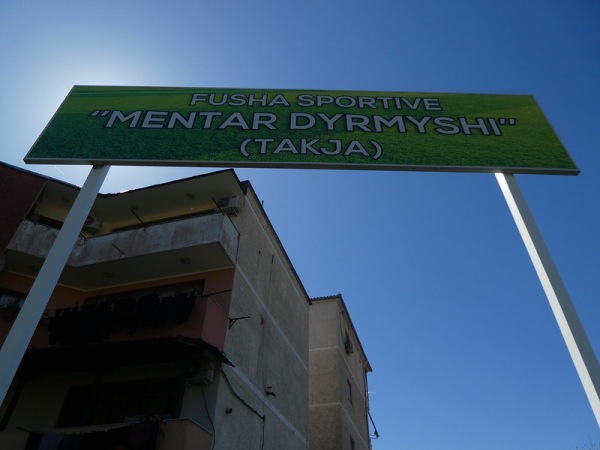 FUSHA SPORTIVE
"MENTAR DYRMYSHI"
(TAKJA)